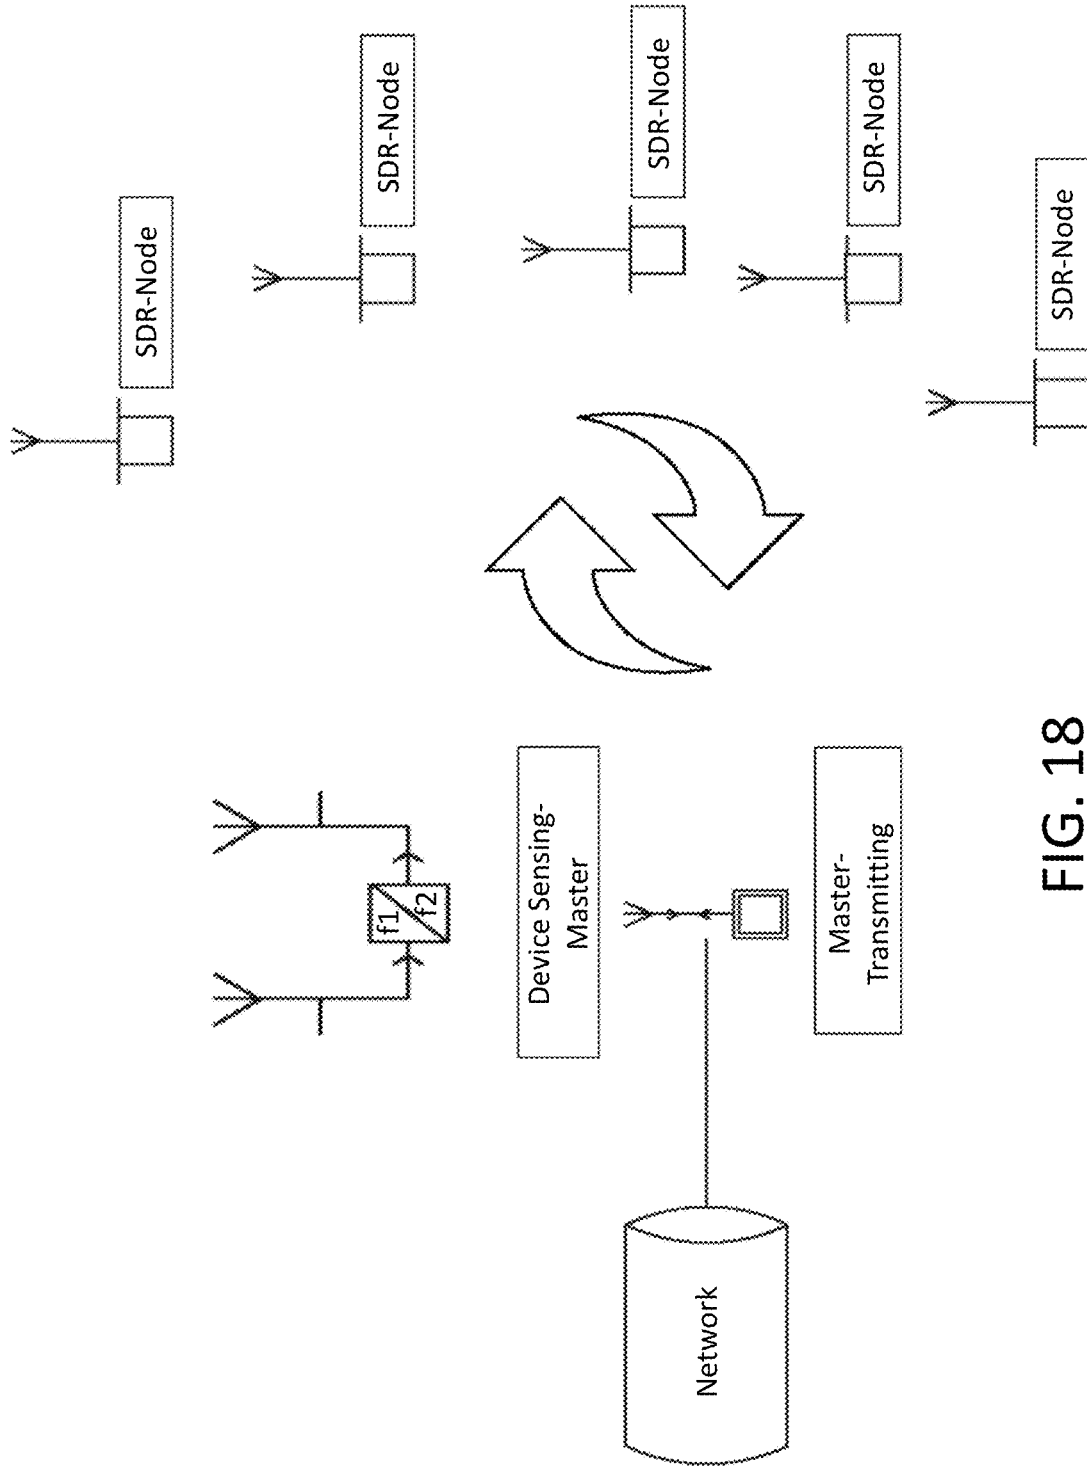 f1
f2
Device Sensing-
Master
Master-
Transmitting
Network
SDR-Node
SDR-Node
SDR-Node
SDR-Node
SDR-Node
FIG. 18